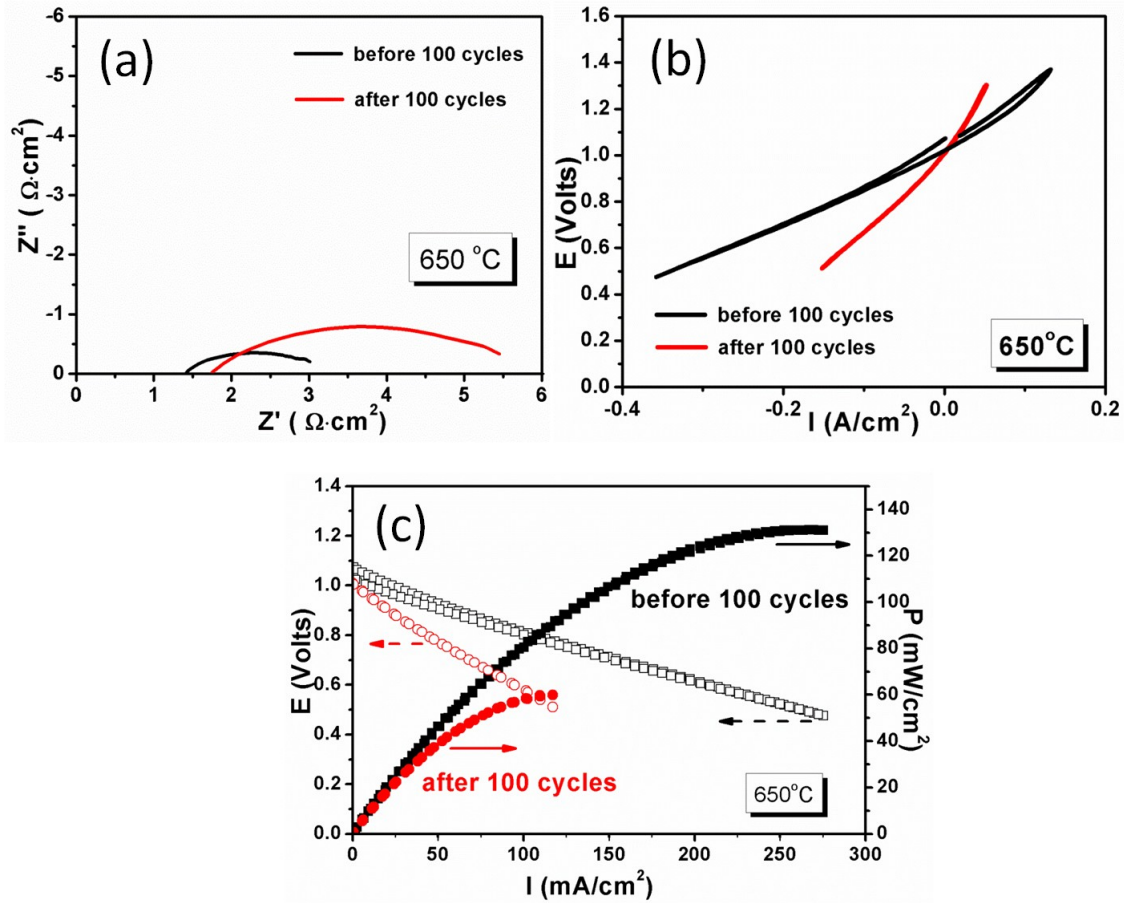 (a)
before 100 cycles
after 100 cycles
-6
-5
-4
-3
-2
-1
0
Z'' ( Ω·cm²)
650 °C
0 1 2 3 4 5 6
Z' ( Ω·cm²)
(b)
1.6
1.4
1.2
1.0
0.8
0.6
0.4
0.2
0.0
E (Volts)
before 100 cycles
after 100 cycles
650°C
-0.4 -0.2 0.0 0.2
I (A/cm²)
(c)
1.4
1.2
1.0
0.8
0.6
0.4
0.2
0.0
E (Volts)
before 100 cycles
after 100 cycles
650°C
140
120
100
80
60
40
20
0
P (mW/cm²)
0 50 100 150 200 250 300
I (mA/cm²)